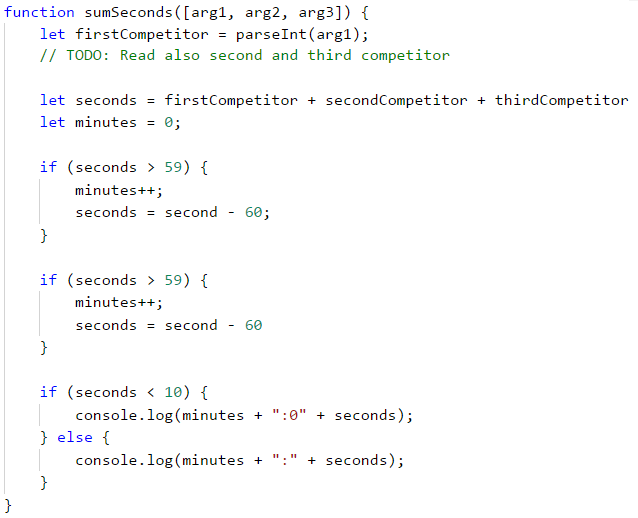 function sumSeconds([arg1, arg2, arg3]) {
    let firstCompetitor = parseInt(arg1);
    // TODO: Read also second and third competitor

    let seconds = firstCompetitor + secondCompetitor + thirdCompetitor
    let minutes = 0;

    if (seconds > 59) {
        minutes++;
        seconds = second - 60;
    }

    if (seconds > 59) {
        minutes++;
        seconds = second - 60
    }

    if (seconds < 10) {
        console.log(minutes + ":0" + seconds);
    } else {
        console.log(minutes + ":" + seconds);
    }
}